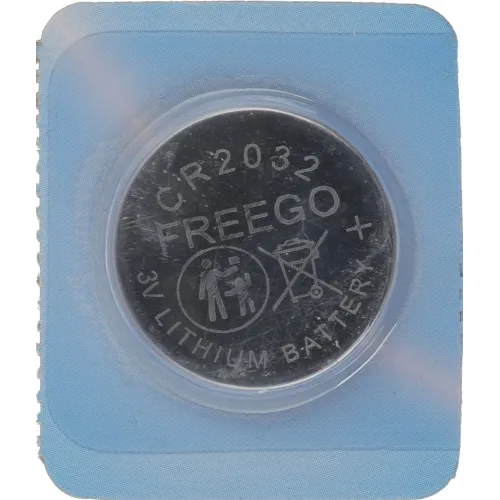 CR2032
FREEGO
+
3V LITHIUM BATTERY